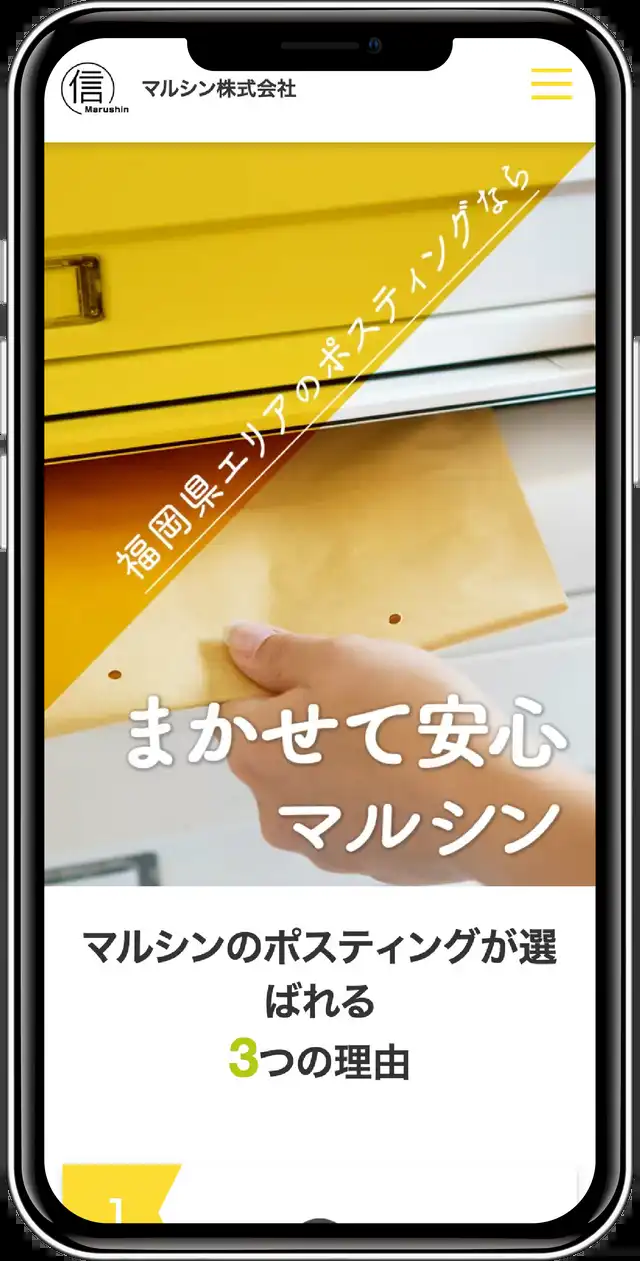 信
Marushin
マルシン株式会社
福岡県エリアのポスティングなら
まかせて安心
マルシン
マルシンのポスティングが選
ばれる
3つの理由
1